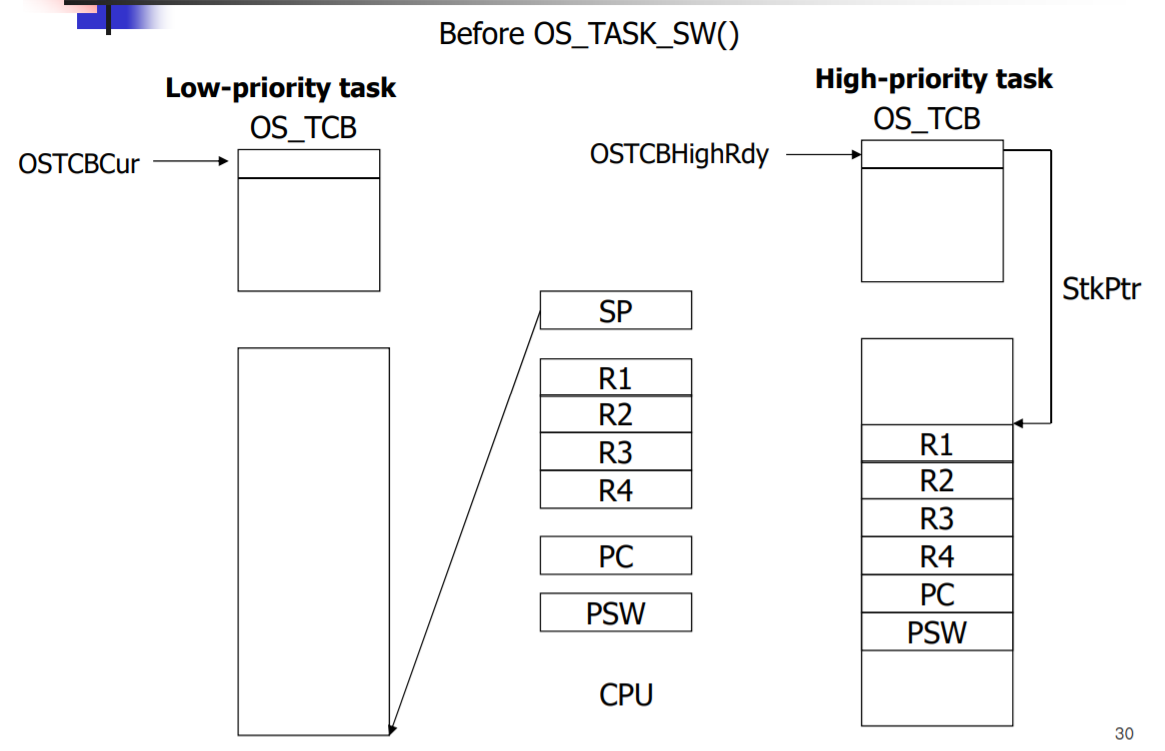 Before OS_TASK_SW()
Low-priority task
OS_TCB
OSTCBCur
High-priority task
OS_TCB
OSTCBHighRdy
StkPtr
SP
R1
R2
R3
R4
PC
PSW
CPU
R1
R2
R3
R4
PC
PSW
30